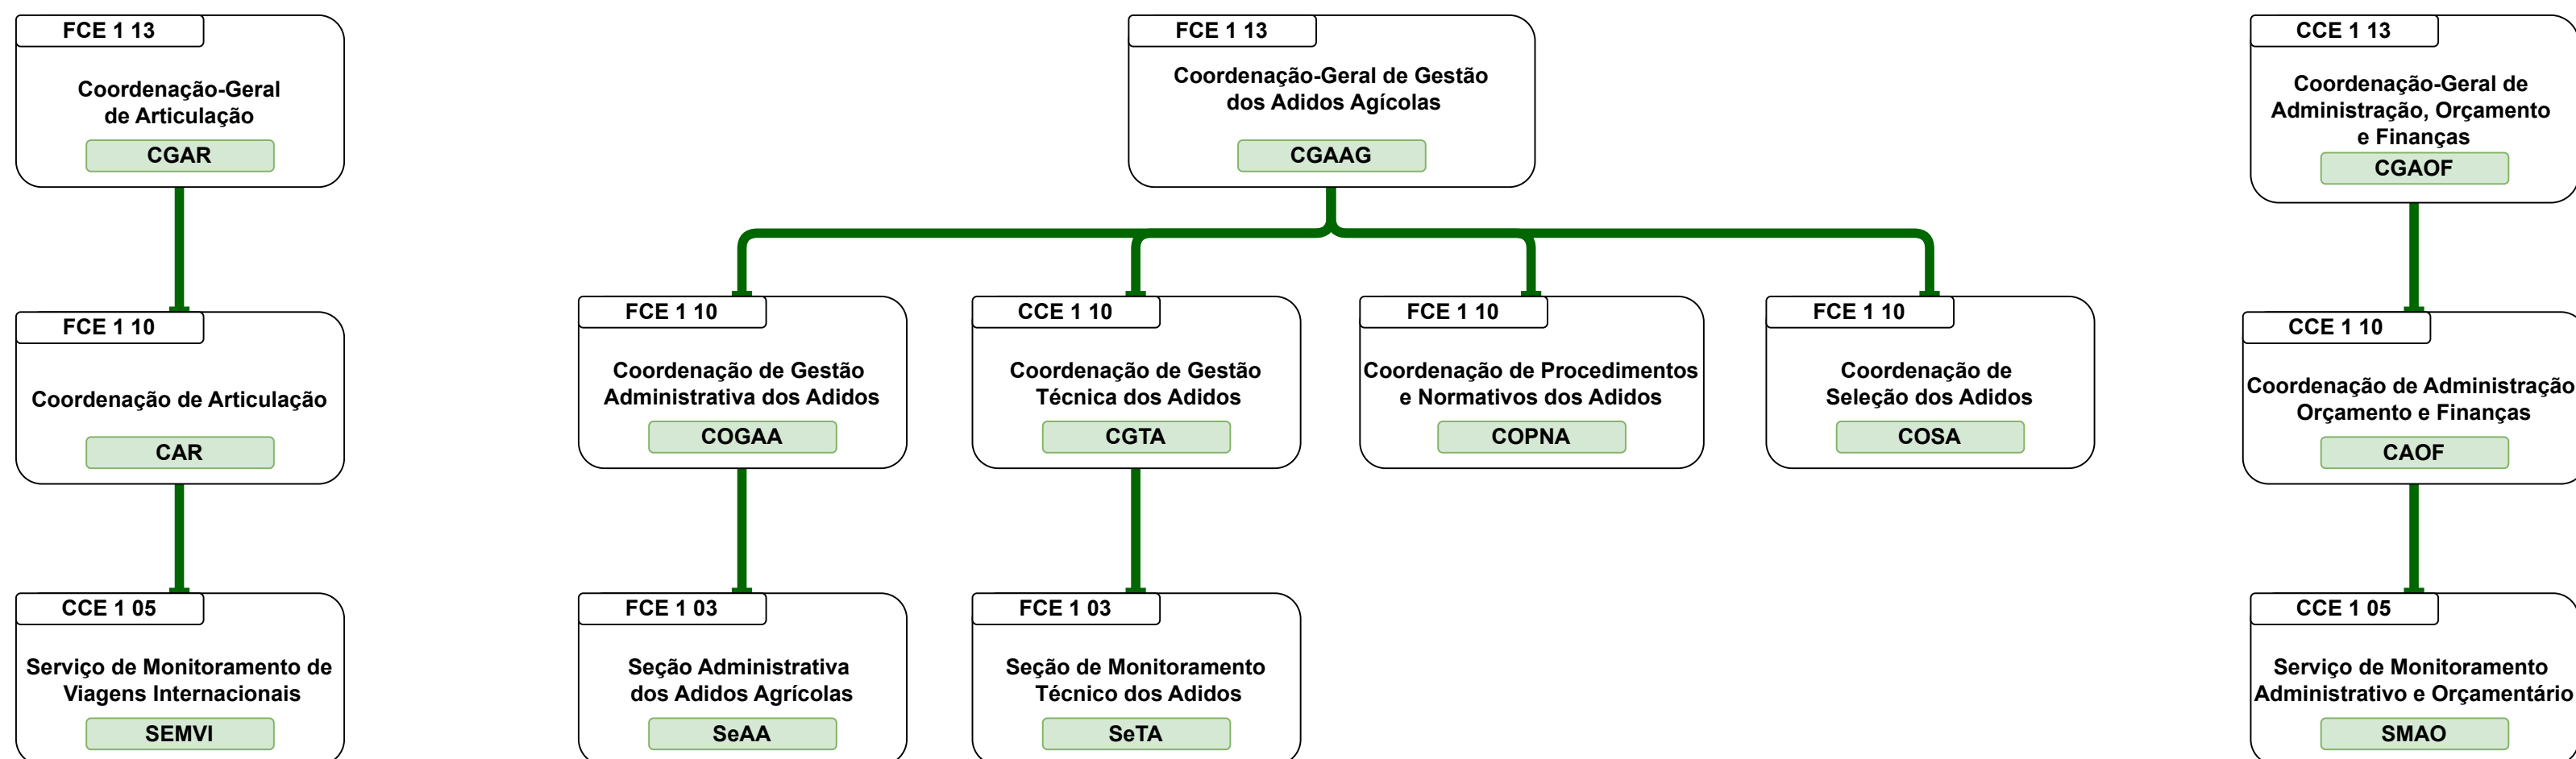 FCE 1 13
Coordenação-Geral
de Articulação
CGAR
FCE 1 13
Coordenação-Geral de Gestão
dos Adidos Agícolas
CGAAG
CCE 1 13
Coordenação-Geral de
Administração, Orçamento
e Finanças
CGAOF
FCE 1 10
Coordenação de Articulação
CAR
FCE 1 10
Coordenação de Gestão
Administrativa dos Adidos
COGAA
CCE 1 10
Coordenação de Gestão
Técnica dos Adidos
CGTA
FCE 1 10
Coordenação de Procedimentos
e Normativos dos Adidos
COPNA
FCE 1 10
Coordenação de
Seleção dos Adidos
COSA
CCE 1 10
Coordenação de Administração
Orçamento e Finanças
CAOF
CCE 1 05
Serviço de Monitoramento de
Viagens Internacionais
SEMVI
FCE 1 03
Seção Administrativa
dos Adidos Agrícolas
SeAA
FCE 1 03
Seção de Monitoramento
Técnico dos Adidos
SeTA
CCE 1 05
Serviço de Monitoramento
Administrativo e Orçamentário
SMAO